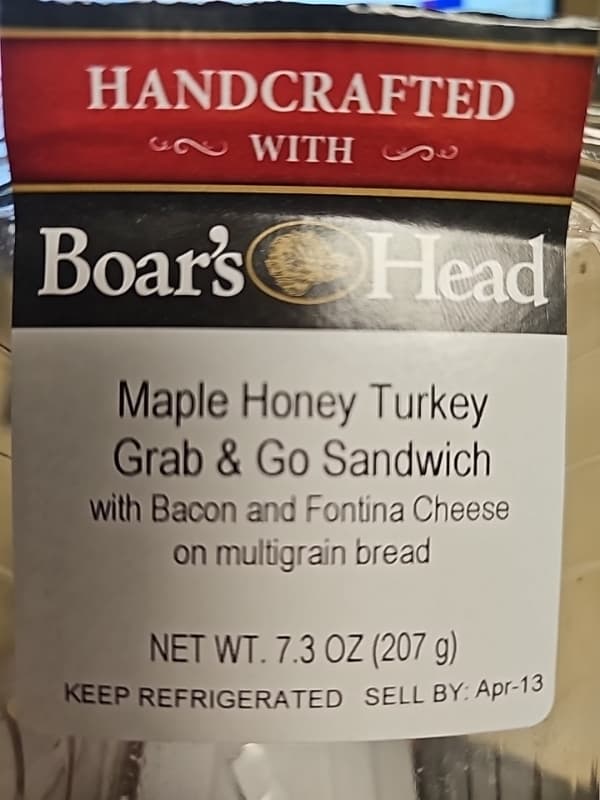 HANDCRAFTED
WITH
Boar's Head
Maple Honey Turkey
Grab & Go Sandwich
with Bacon and Fontina Cheese
on multigrain bread
NET WT. 7.3 OZ (207 g)
KEEP REFRIGERATED SELL BY: Apr-13